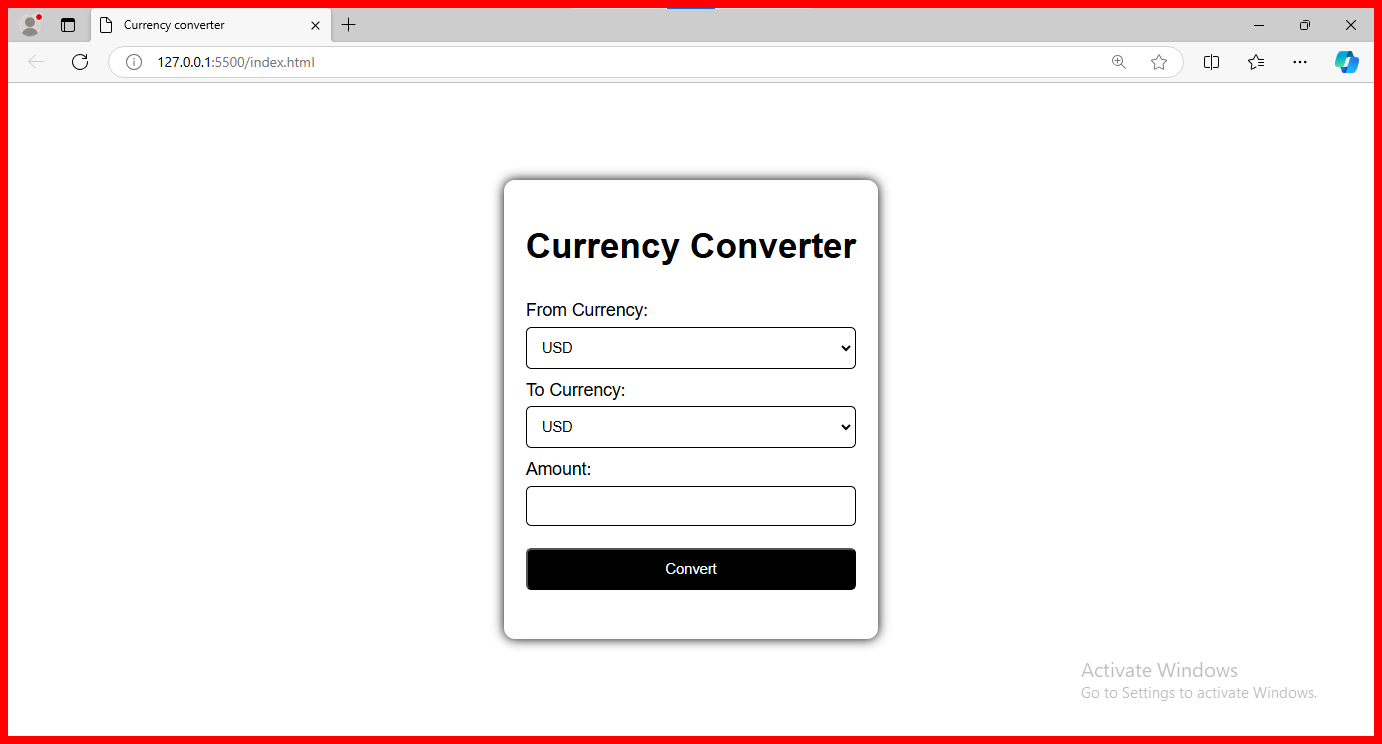 Currency converter
127.0.0.1:5500/index.html
Currency Converter
From Currency:
USD
To Currency:
USD
Amount:
Convert
Activate Windows
Go to Settings to activate Windows.